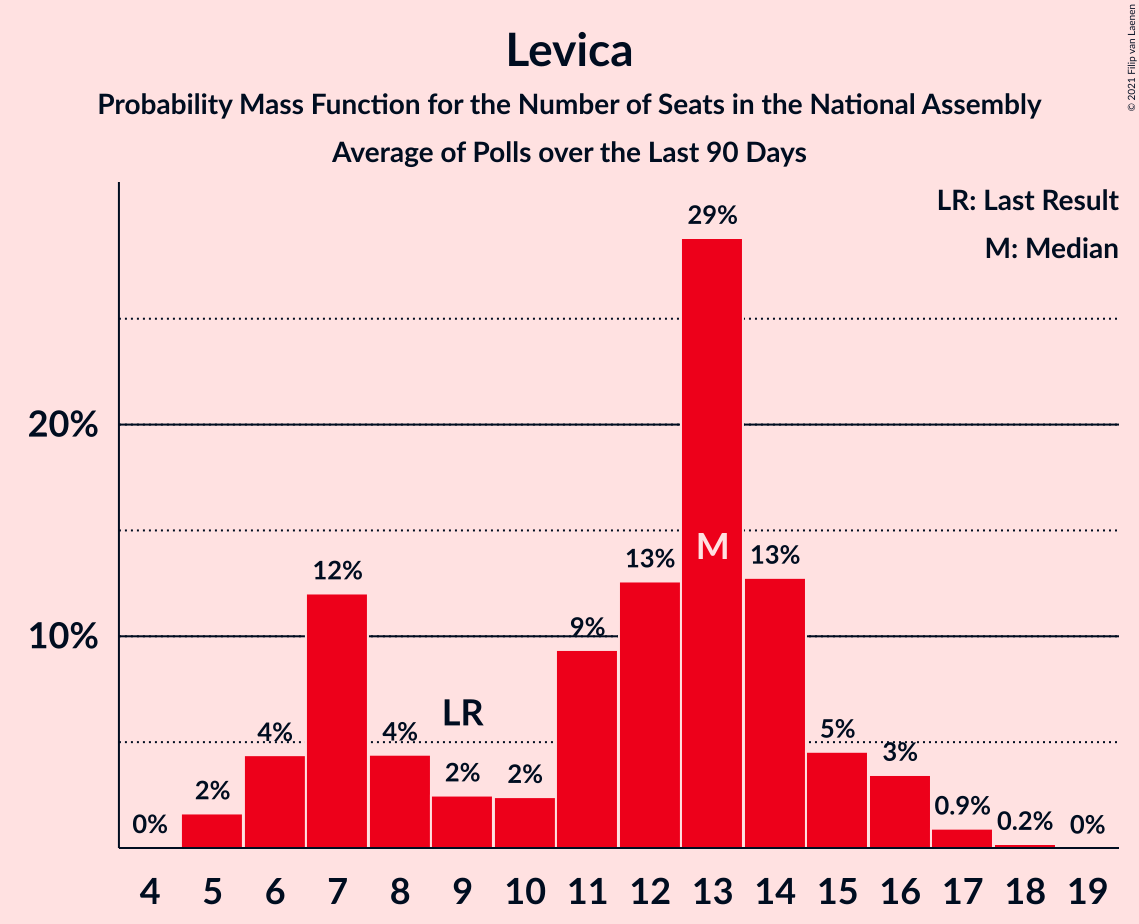 Levica
Probability Mass Function for the Number of Seats in the National Assembly
Average of Polls over the Last 90 Days
© 2021 Filip van Laenen
LR: Last Result
M: Median
29%
20%
M
13%
13%
12%
10%
9%
LR
4%
4%
5%
3%
2%
2%
2%
0.9%
0.2%
0%
0%
4 5 6 7 8 9 10 11 12 13 14 15 16 17 18 19